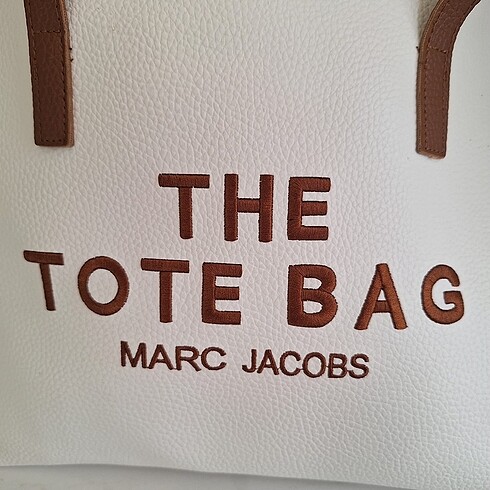 THE
TOTE BAG
MARC JACOBS